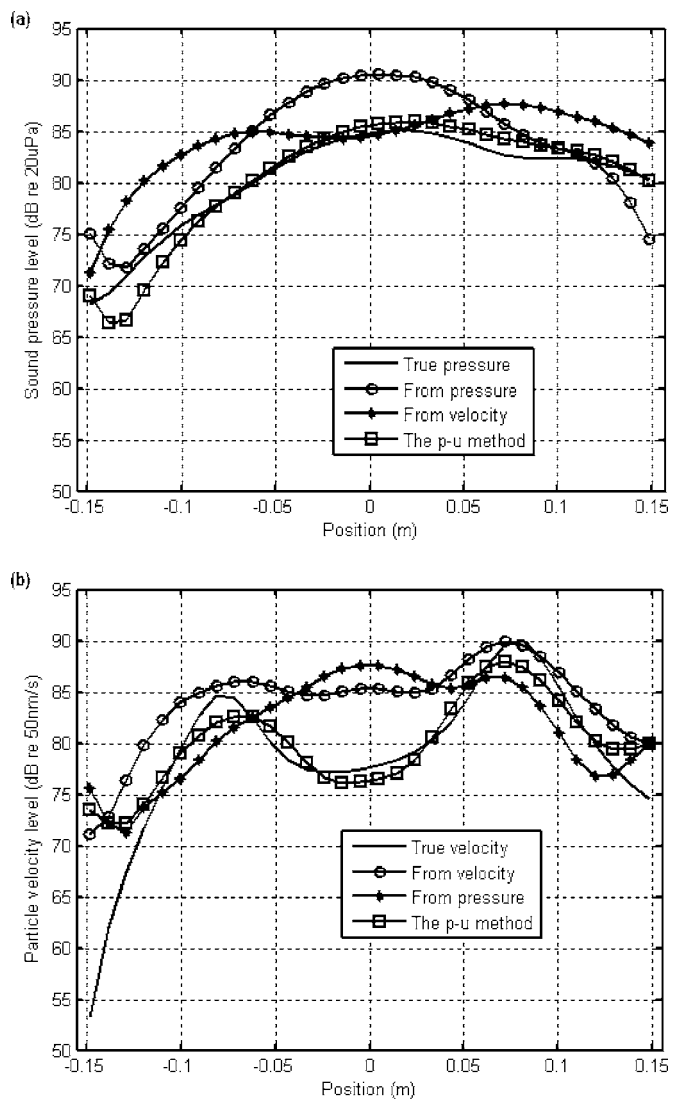 (a)
95
90
85
80
75
70
65
60
55
50
Sound pressure level (dB re 20uPa)
True pressure
From pressure
From velocity
The p-u method
-0.15
-0.1
-0.05
0
0.05
0.1
0.15
Position (m)
(b)
95
90
85
80
75
70
65
60
55
50
Particle velocity level (dB re 50nm/s)
True velocity
From velocity
From pressure
The p-u method
-0.15
-0.1
-0.05
0
0.05
0.1
0.15
Position (m)